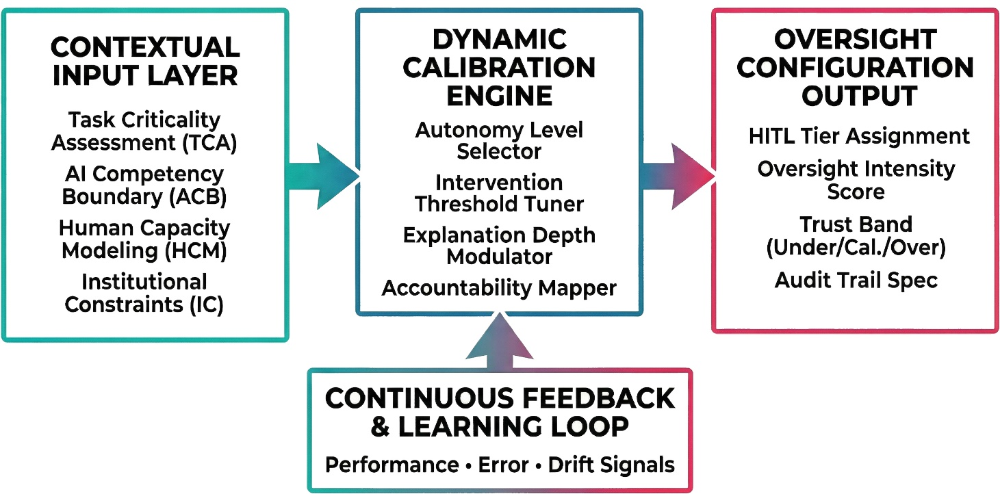 CONTEXTUAL
INPUT LAYER
Task Criticality
Assessment (TCA)
AI Competency
Boundary (ACB)
Human Capacity
Modeling (HCM)
Institutional
Constraints (IC)
DYNAMIC
CALIBRATION
ENGINE
Autonomy Level
Selector
Intervention
Threshold Tuner
Explanation Depth
Modulator
Accountability Mapper
OVERSIGHT
CONFIGURATION
OUTPUT
HITL Tier Assignment
Oversight Intensity
Score
Trust Band
(Under/Cal./Over)
Audit Trail Spec
CONTINUOUS FEEDBACK
& LEARNING LOOP
Performance • Error • Drift Signals